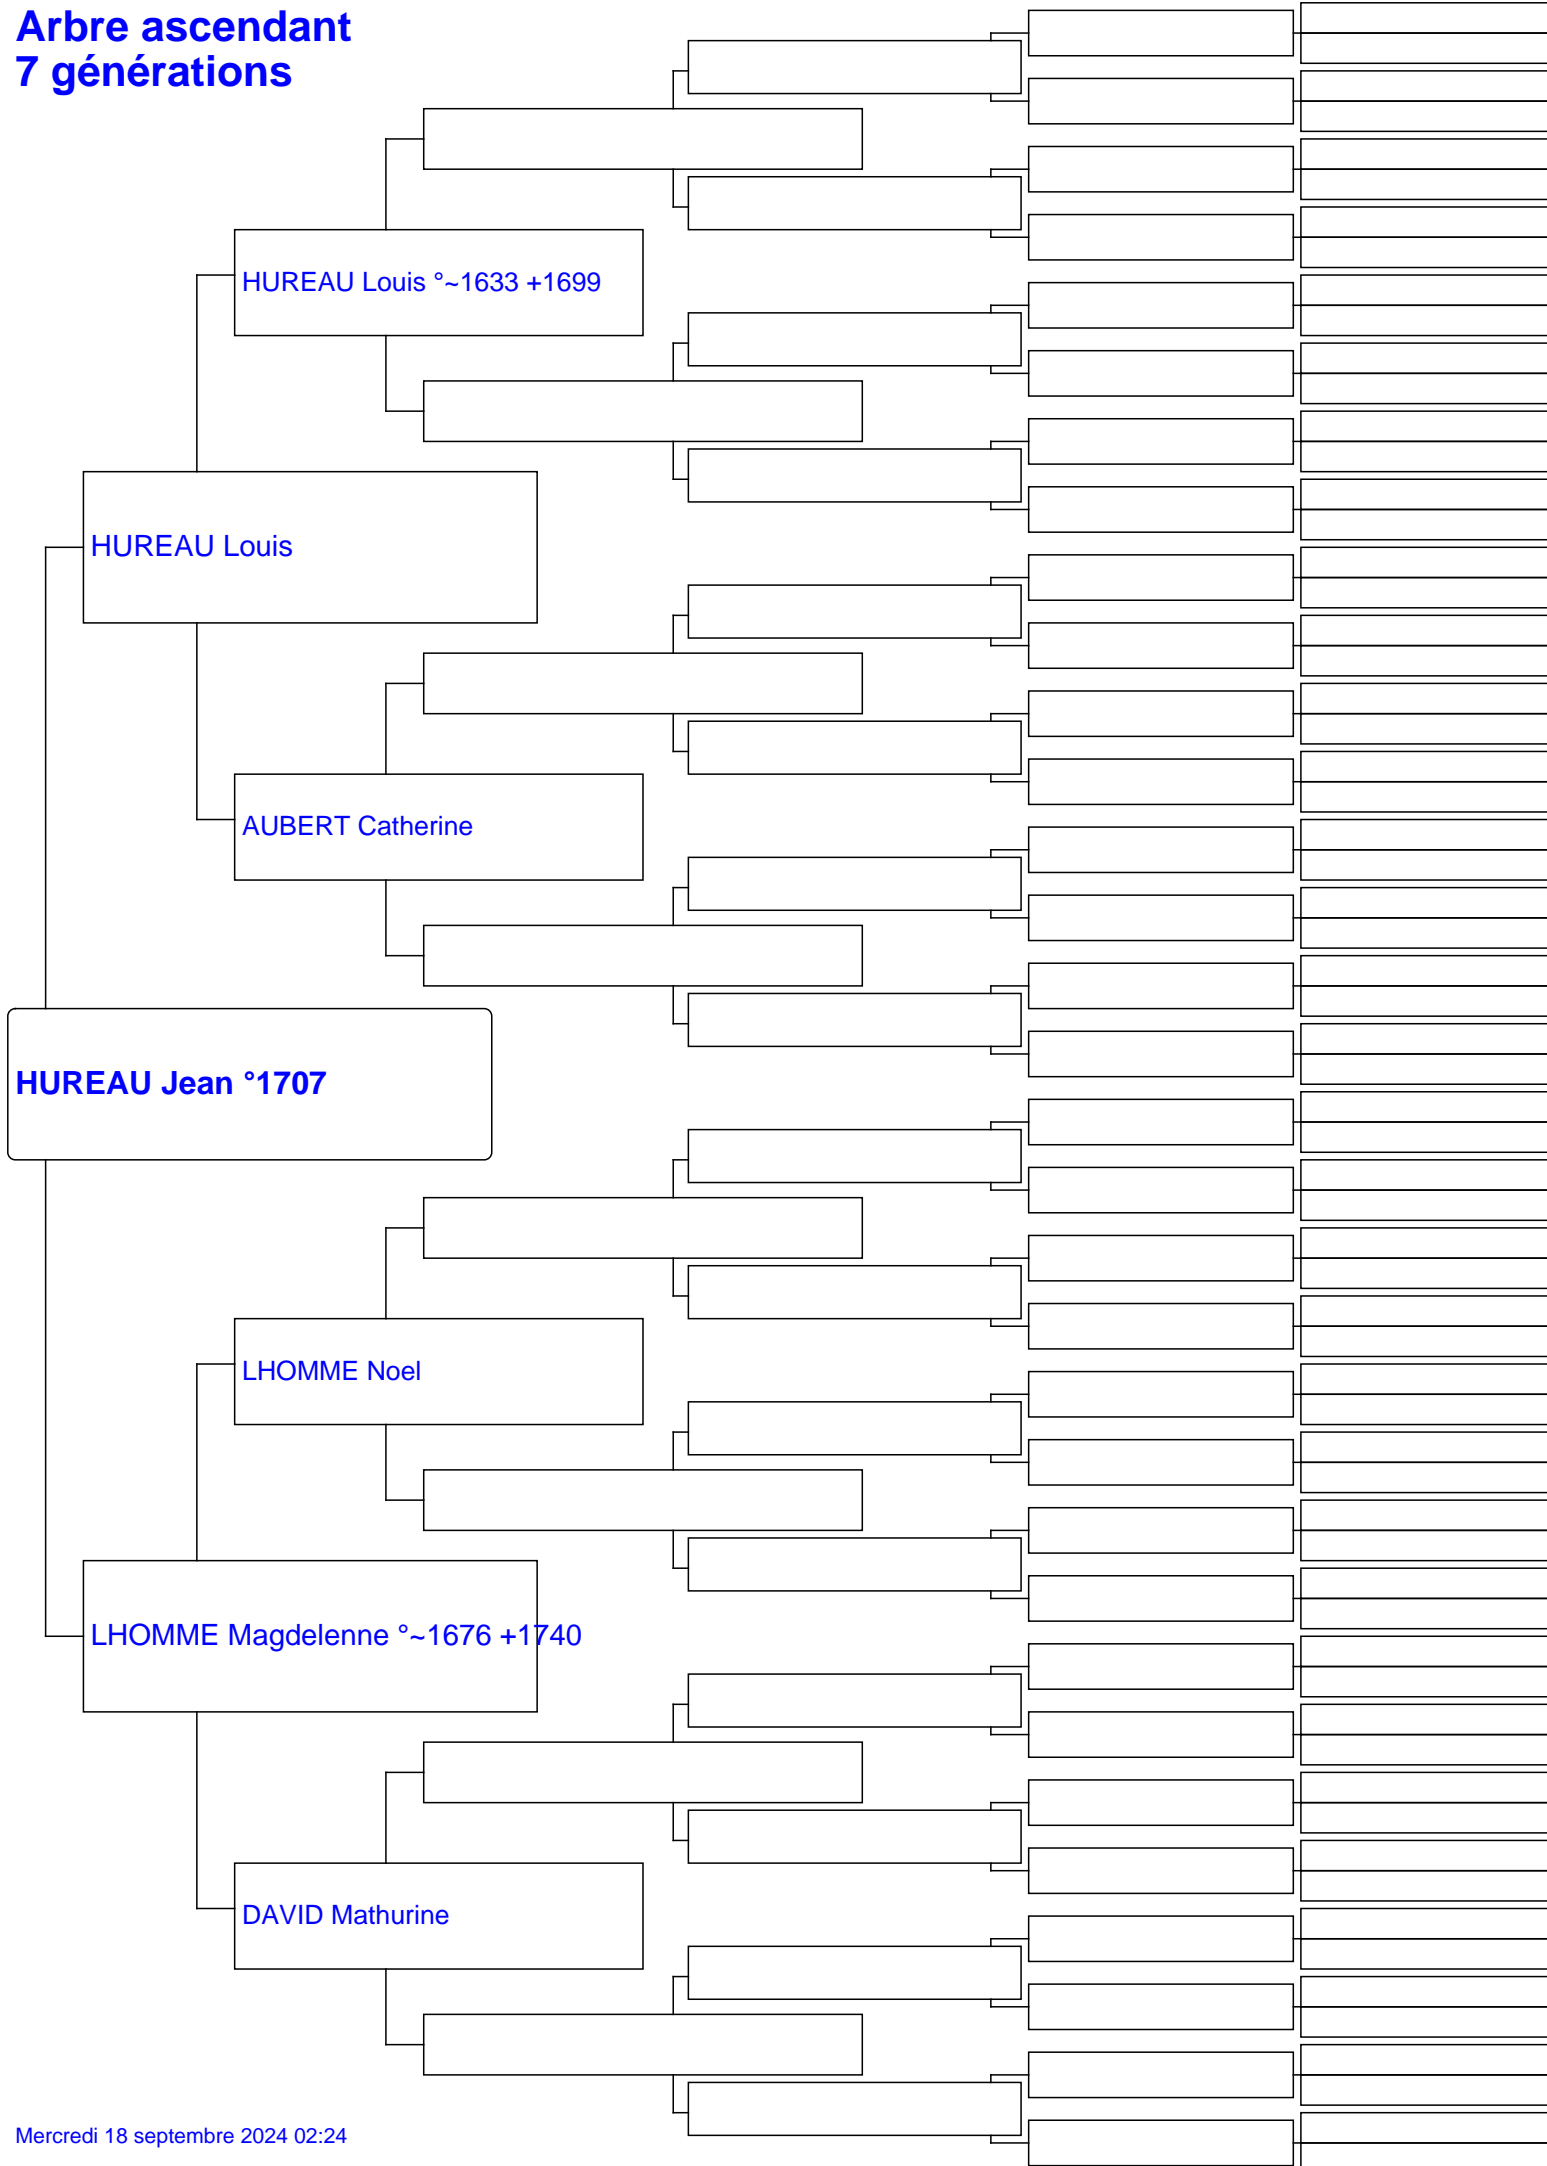 Arbre ascendant
7 générations
HUREAU Louis °~1633 +1699
HUREAU Louis
AUBERT Catherine
HUREAU Jean °1707
LHOMME Noel
LHOMME Magdelenne °~1676 +1740
DAVID Mathurine
Mercredi 18 septembre 2024 02:24